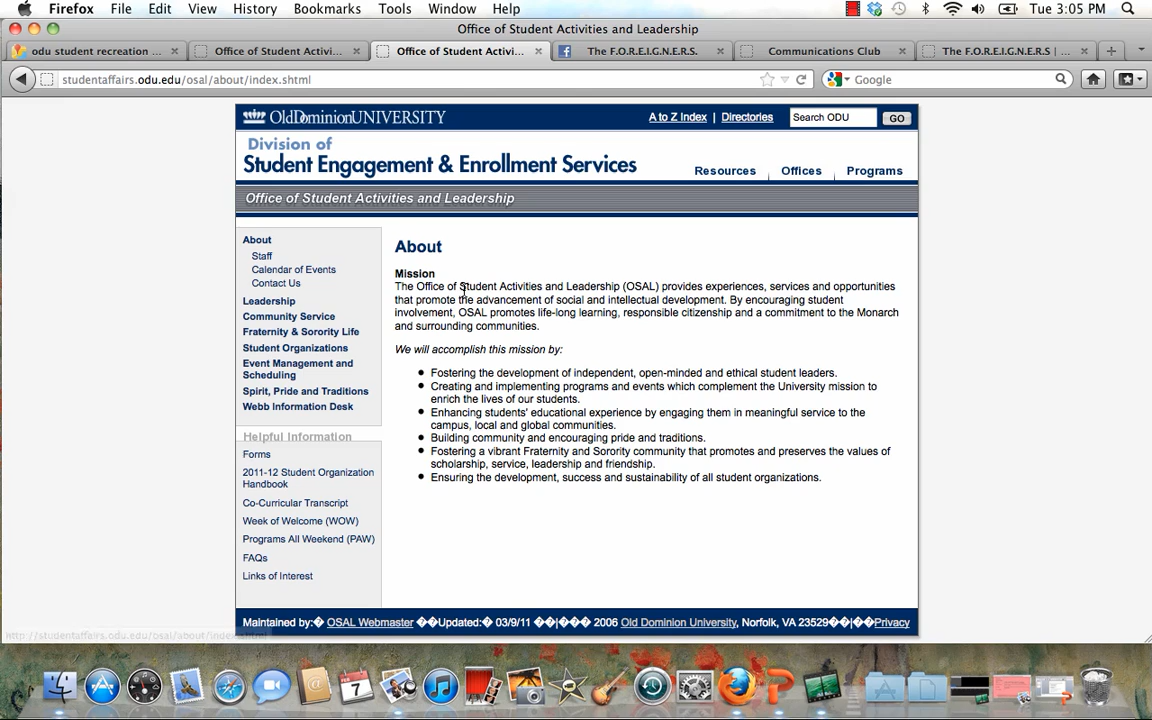 Firefox File Edit View History Bookmarks Tools Window Help Tue 3:05 PM
Office of Student Activities and Leadership
odu student recreation ... Office of Student Activi... Office of Student Activi... The F.O.R.E.I.G.N.E.R.S. Communications Club The F.O.R.E.I.G.N.E.R.S | ...
studentaffairs.odu.edu/osal/about/index.shtml Google
OldDominionUNIVERSITY A to Z Index | Directories Search ODU GO
Division of
Student Engagement & Enrollment Services
Resources Offices Programs
Office of Student Activities and Leadership
About
Staff
Calendar of Events
Contact Us
Leadership
Community Service
Fraternity & Sorority Life
Student Organizations
Event Management and
Scheduling
Spirit, Pride and Traditions
Webb Information Desk
Helpful Information
Forms
2011-12 Student Organization
Handbook
Co-Curricular Transcript
Week of Welcome (WOW)
Programs All Weekend (PAW)
FAQs
Links of Interest
About
Mission
The Office of Student Activities and Leadership (OSAL) provides experiences, services and opportunities
that promote the advancement of social and intellectual development. By encouraging student
involvement, OSAL promotes life-long learning, responsible citizenship and a commitment to the Monarch
and surrounding communities.
We will accomplish this mission by:
● Fostering the development of independent, open-minded and ethical student leaders.
● Creating and implementing programs and events which complement the University mission to
enrich the lives of our students.
● Enhancing students' educational experience by engaging them in meaningful service to the
campus, local and global communities.
● Building community and encouraging pride and traditions.
● Fostering a vibrant Fraternity and Sorority community that promotes and preserves the values of
scholarship, service, leadership and friendship.
● Ensuring the development, success and sustainability of all student organizations.
Maintained by:� OSAL Webmaster ��Updated:� 03/9/11 ��|��� 2006 Old Dominion University, Norfolk, VA 23529��|��Privacy
http://studentaffairs.odu.edu/osal/about/index.shtml
FEB
7